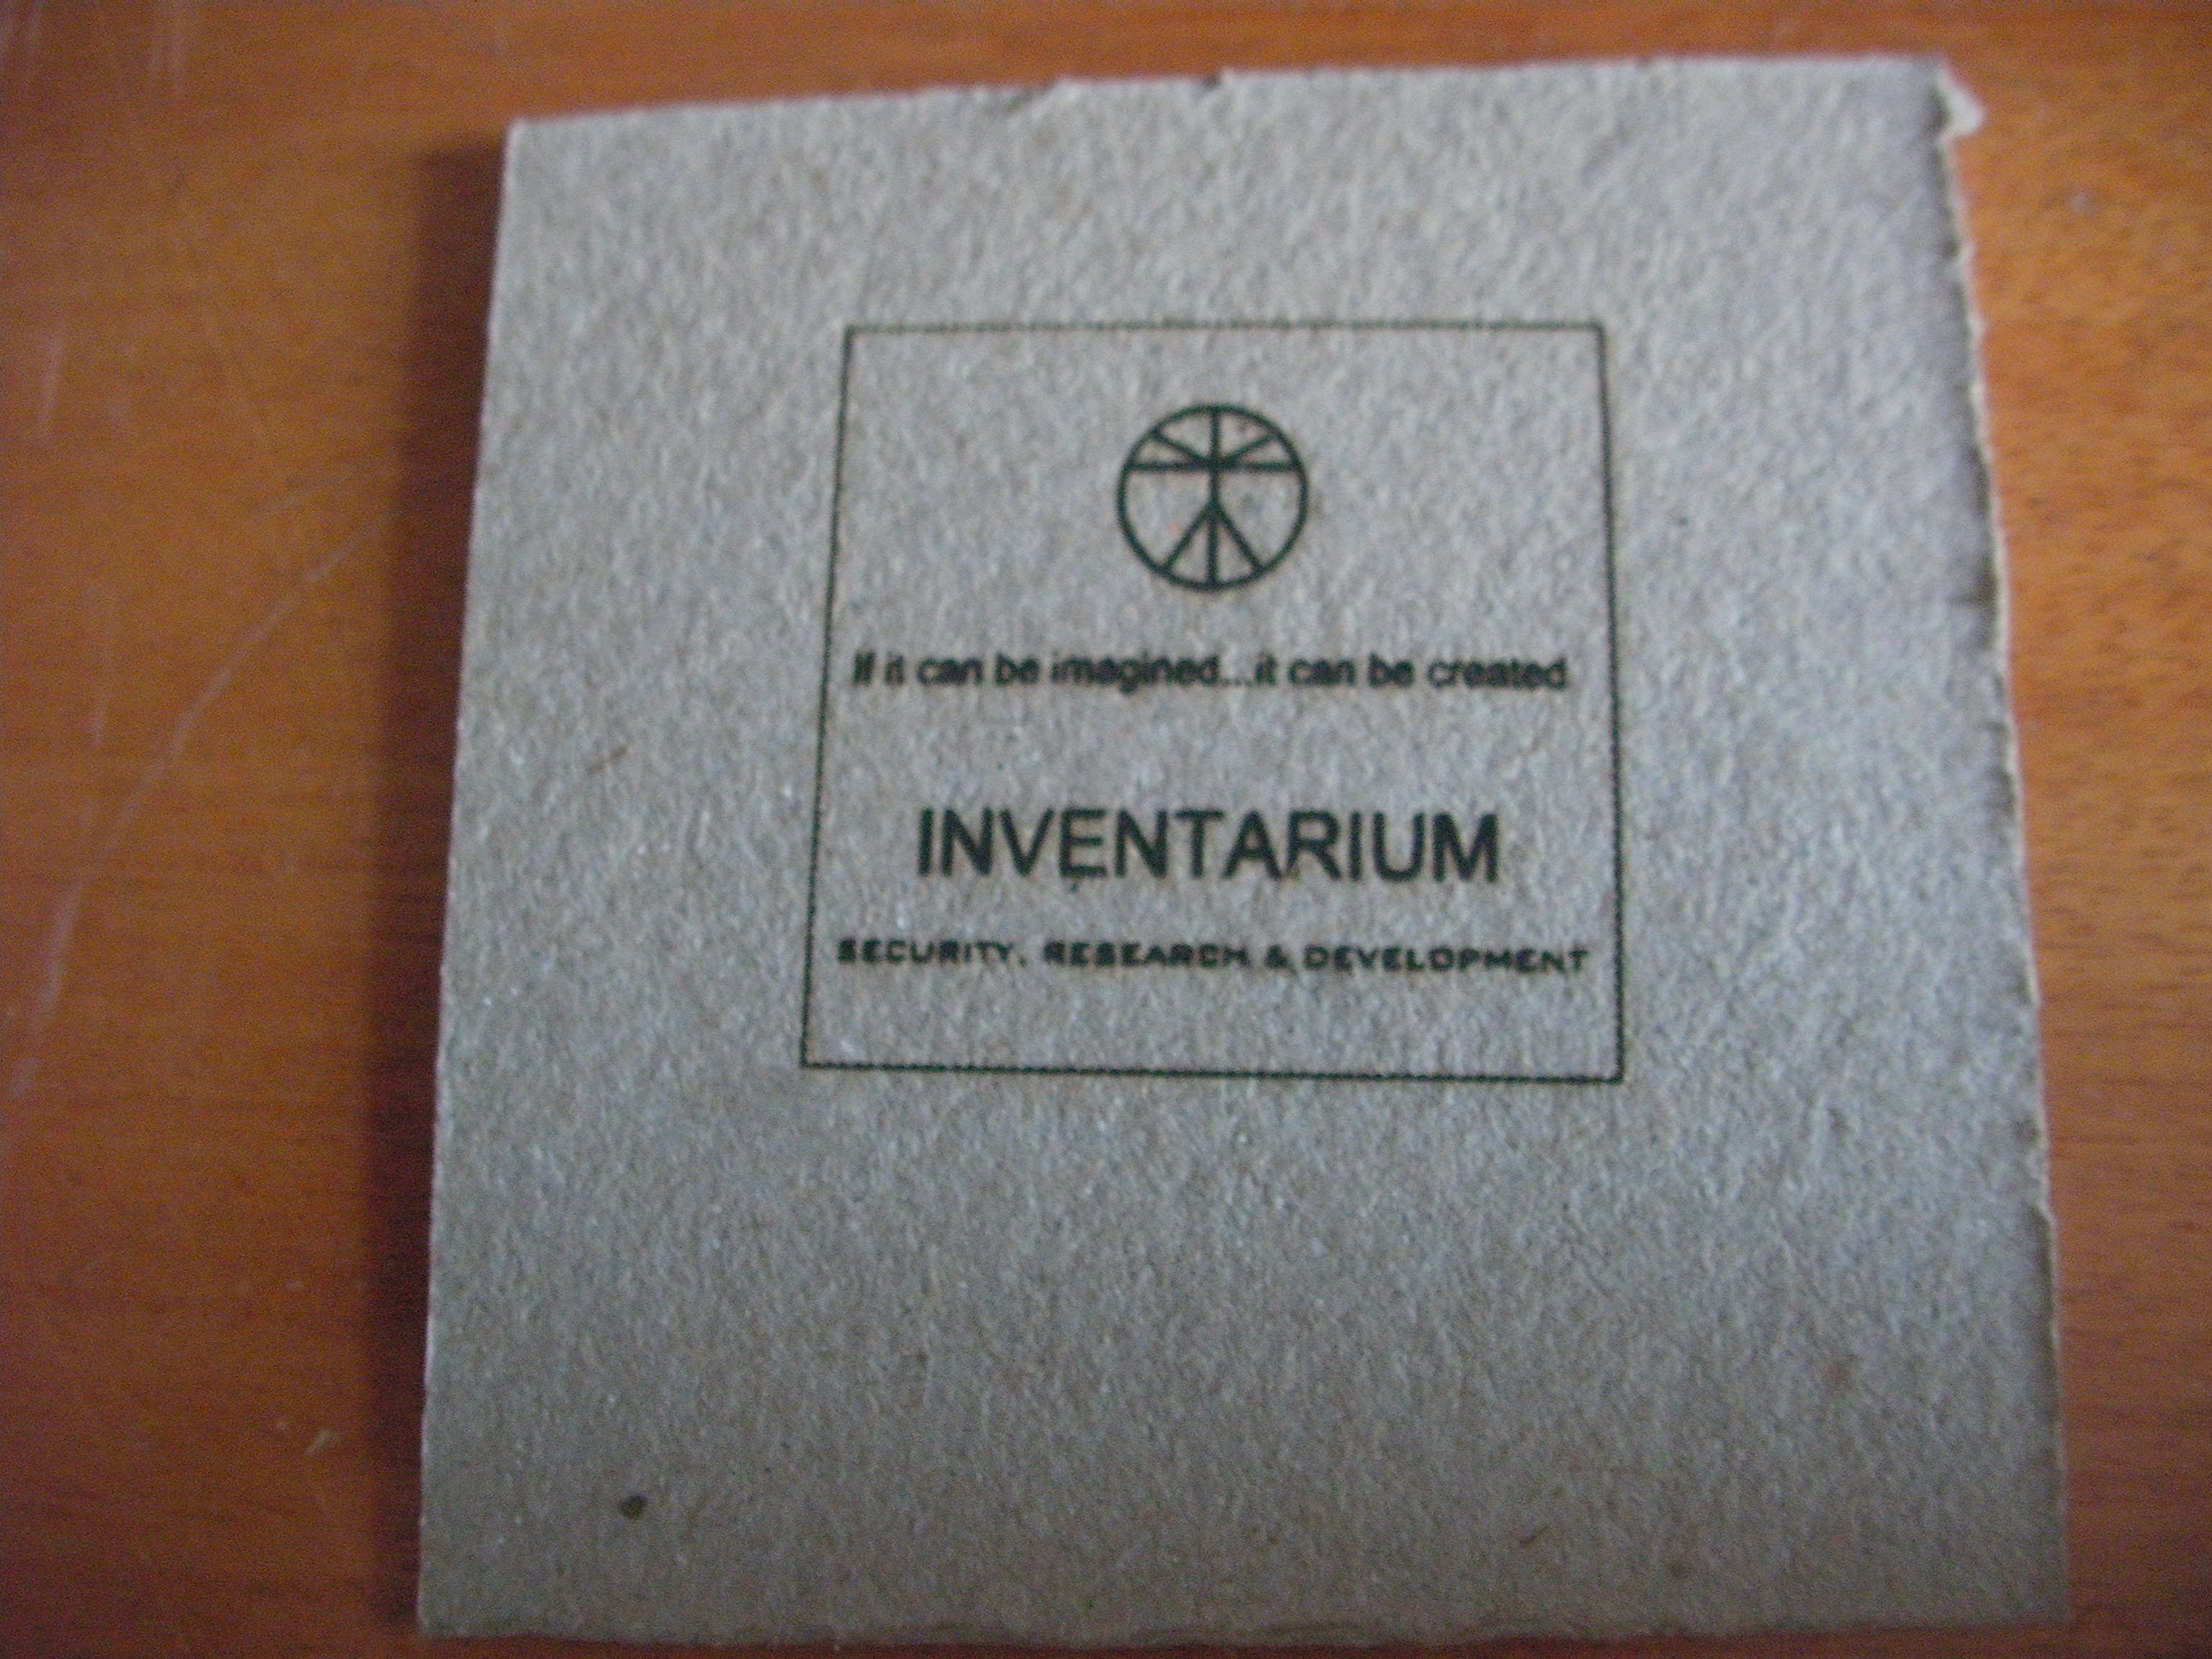 If it can be imagined...it can be created
INVENTARIUM
SECURITY, RESEARCH & DEVELOPMENT